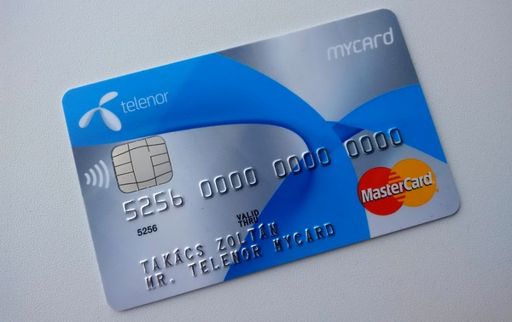 mycard
telenor
5256 0000 0000 0000
5256
VALID
THRU
MasterCard
TAKÁCS ZOLTÁN
MR. TELENOR MYCARD